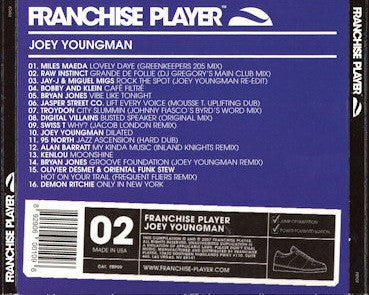 FRANCHISE PLAYER™
JOEY YOUNGMAN
01. MILES MAEDA LOVELY DAYE (GREENKEEPERS 205 MIX)
02. RAW INSTINCT GRANDE DE FOLLIE (DJ GREGORY'S MAIN CLUB MIX)
03. JAY-J & MIGUEL MIGS ROCK THE SPOT (JOEY YOUNGMAN RE-EDIT)
04. BOBBY AND KLEIN CAFÉ FILTRÉ
05. BRYAN JONES VIBE LIKE TONIGHT
06. JASPER STREET CO. LIFT EVERY VOICE (MOUSSE T. UPLIFTING DUB)
07. TROYDON CITY SLUMMIN (JOHNNY FIASCO'S BYRD'S WORD MIX)
08. DIGITAL VILLAINS BUSTED SPEAKER (ORIGINAL MIX)
09. SWISS T WHY? (JACOB LONDON REMIX)
10. JOEY YOUNGMAN DILATED
11. 95 NORTH JAZZ ASCENSION (HARD DUB)
12. ALAN BARRATT MY KINDA MUSIC (INLAND KNIGHTS REMIX)
13. KENLOU MOONSHINE
14. BRYAN JONES GROOVE FOUNDATION (JOEY YOUNGMAN REMIX)
15. OLIVIER DESMET & ORIENTAL FUNK STEW
HOT ON YOUR TRAIL (FREQUENT FLIERS REMIX)
16. DEMON RITCHIE ONLY IN NEW YORK
02
MADE IN USA
FRANCHISE PLAYER
JOEY YOUNGMAN
FRANCHISE PLAYER
FRANCHISE PLAYER